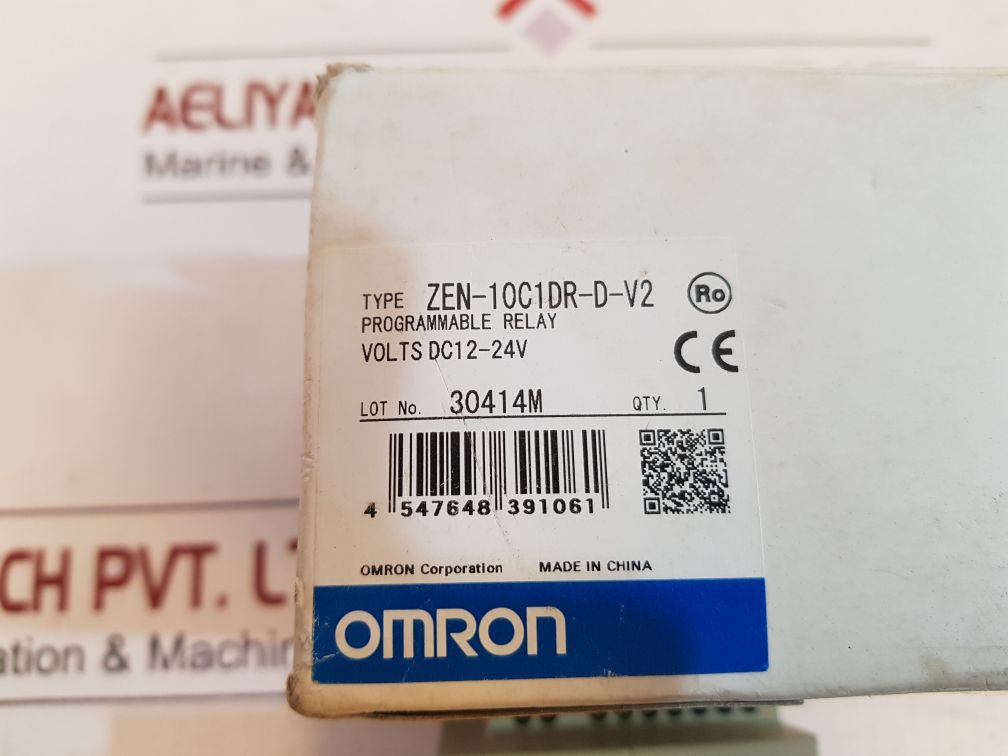 AELIYA
Marine &
TYPE ZEN-10C1DR-D-V2 Ro
PROGRAMMABLE RELAY
VOLTS DC12-24V CE
LOT No. 30414M QTY. 1
4 547648 391061
OMRON Corporation MADE IN CHINA
OMRON
CH PVT. LT
ation & Machin